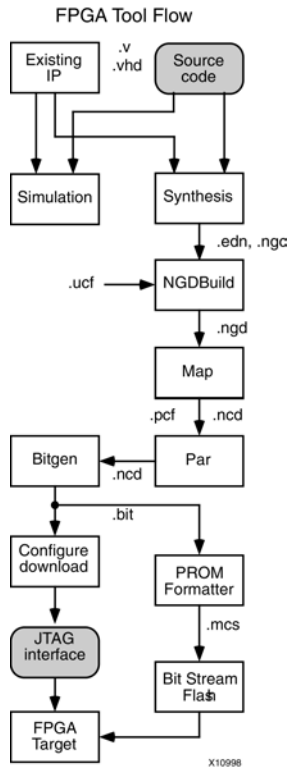 FPGA Tool Flow
Existing
IP
.v
.vhd
Source
code
Simulation
Synthesis
.edn, .ngc
.ucf
NGDBuild
.ngd
Map
.pcf
.ncd
Bitgen
.ncd
Par
.bit
Configure
download
PROM
Formatter
.mcs
JTAG
interface
Bit Stream
Flash
FPGA
Target
X10998